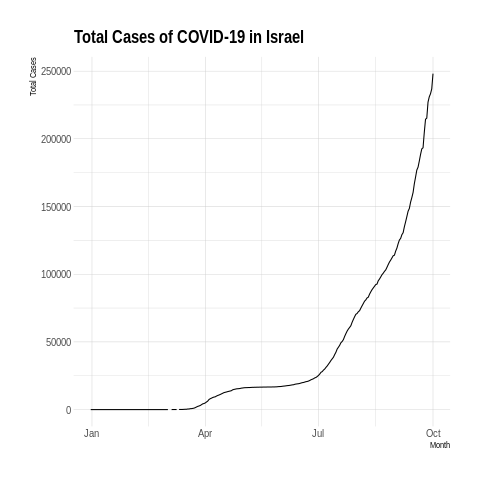 Total Cases of COVID-19 in Israel
Total Cases
250000
200000
150000
100000
50000
0
Jan Apr Jul Oct
Month